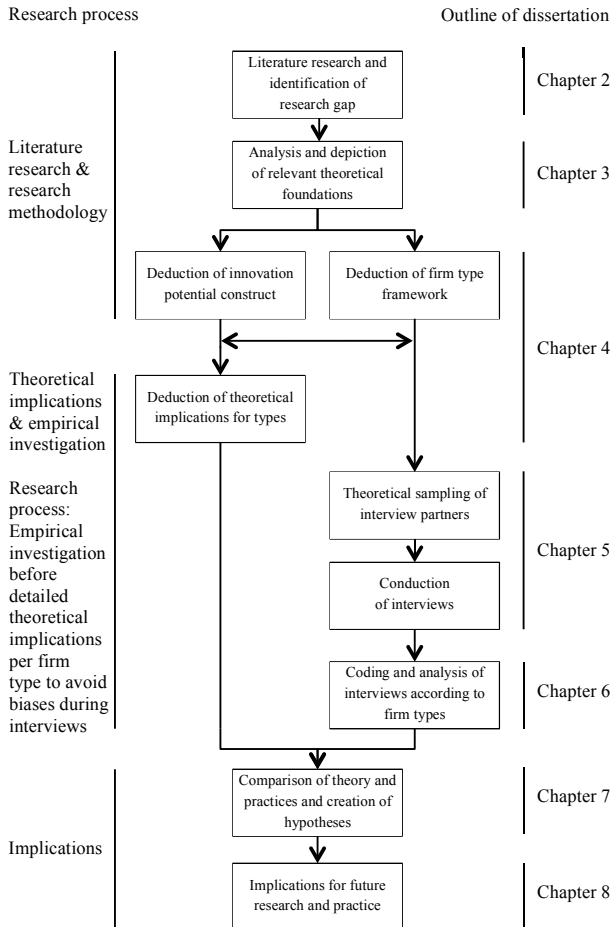 Research process
Outline of dissertation
Literature research and
identification of
research gap
Chapter 2
Literature
research &
research
methodology
Analysis and depiction
of relevant theoretical
foundations
Chapter 3
Deduction of innovation
potential construct
Deduction of firm type
framework
Chapter 4
Theoretical
implications
& empirical
investigation
Deduction of theoretical
implications for types
Research
process:
Empirical
investigation
before
detailed
theoretical
implications
per firm
type to avoid
biases during
interviews
Theoretical sampling of
interview partners
Chapter 5
Conduction
of interviews
Coding and analysis of
interviews according to
firm types
Chapter 6
Comparison of theory and
practices and creation of
hypotheses
Chapter 7
Implications
Implications for future
research and practice
Chapter 8